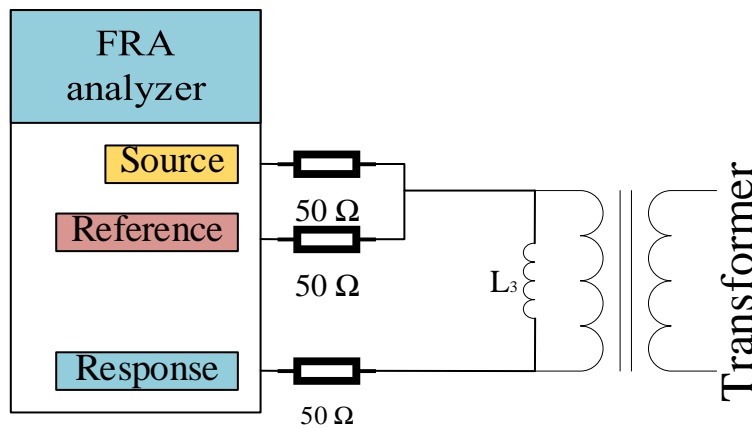 FRA
analyzer
Source
50 Ω
Reference
50 Ω
L₃
Response
50 Ω
Transformer